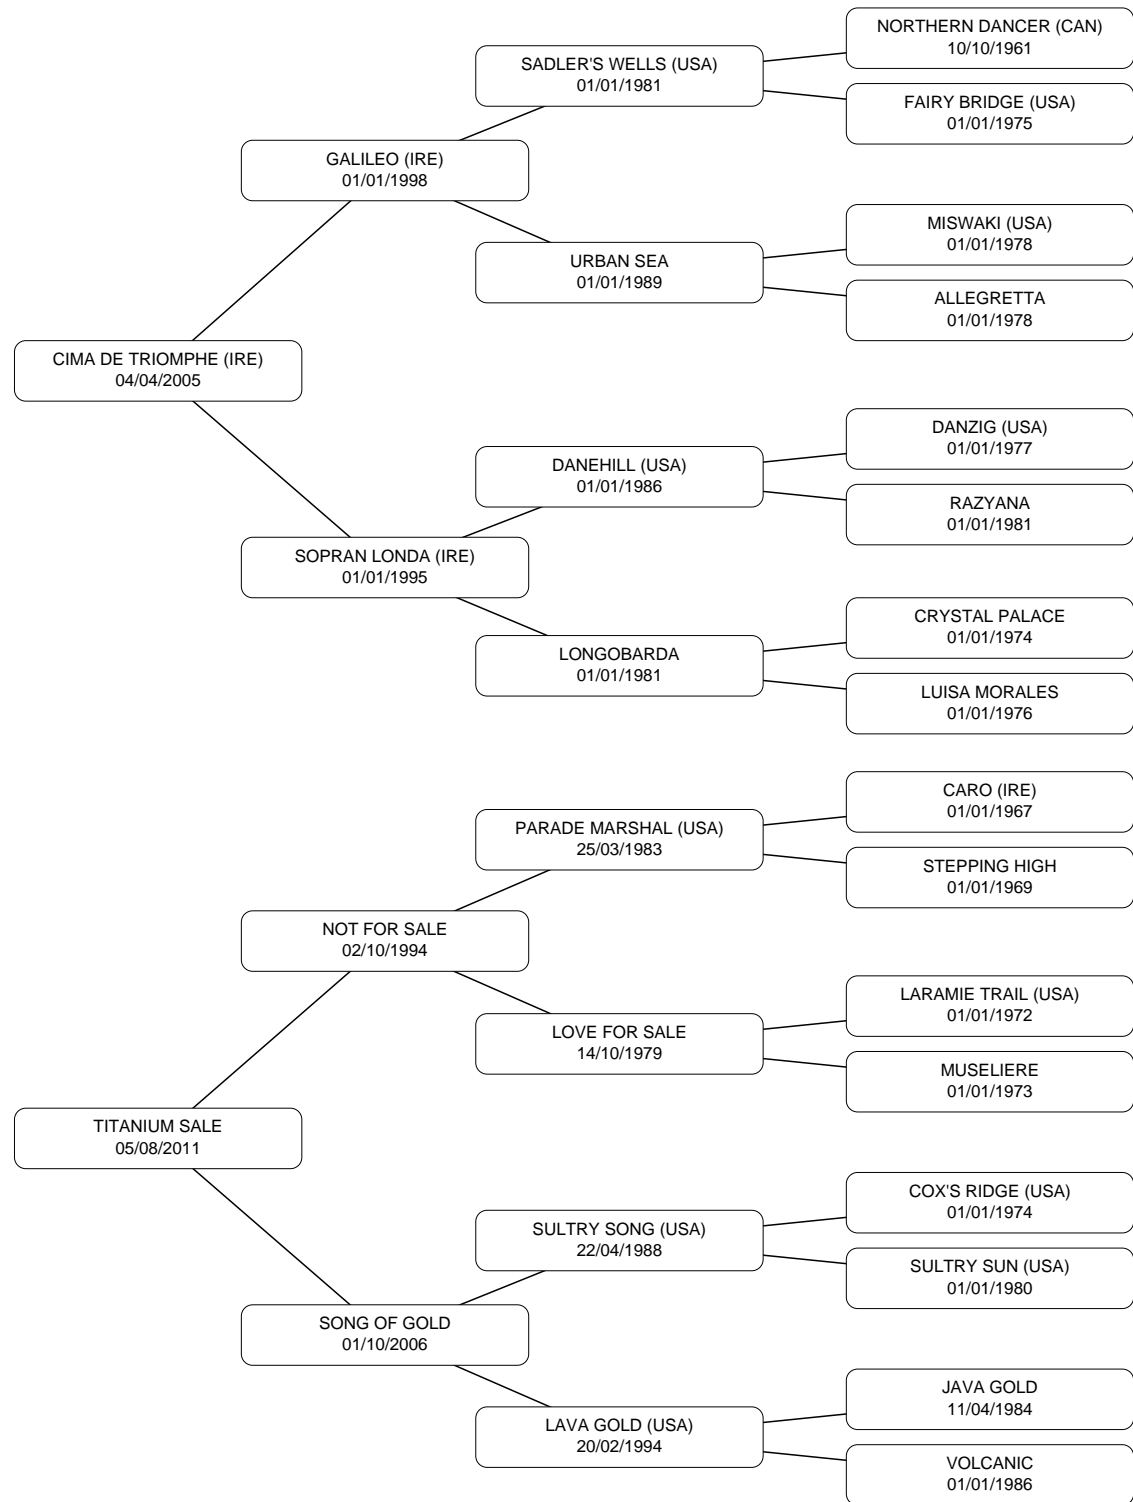 NORTHERN DANCER (CAN)
10/10/1961
SADLER'S WELLS (USA)
01/01/1981
FAIRY BRIDGE (USA)
01/01/1975
GALILEO (IRE)
01/01/1998
MISWAKI (USA)
01/01/1978
URBAN SEA
01/01/1989
ALLEGRETTA
01/01/1978
CIMA DE TRIOMPHE (IRE)
04/04/2005
DANZIG (USA)
01/01/1977
DANEHILL (USA)
01/01/1986
RAZYANA
01/01/1981
SOPRAN LONDA (IRE)
01/01/1995
CRYSTAL PALACE
01/01/1974
LONGOBARDA
01/01/1981
LUISA MORALES
01/01/1976
CARO (IRE)
01/01/1967
PARADE MARSHAL (USA)
25/03/1983
STEPPING HIGH
01/01/1969
NOT FOR SALE
02/10/1994
LARAMIE TRAIL (USA)
01/01/1972
LOVE FOR SALE
14/10/1979
MUSELIERE
01/01/1973
TITANIUM SALE
05/08/2011
COX'S RIDGE (USA)
01/01/1974
SULTRY SONG (USA)
22/04/1988
SULTRY SUN (USA)
01/01/1980
SONG OF GOLD
01/10/2006
JAVA GOLD
11/04/1984
LAVA GOLD (USA)
20/02/1994
VOLCANIC
01/01/1986